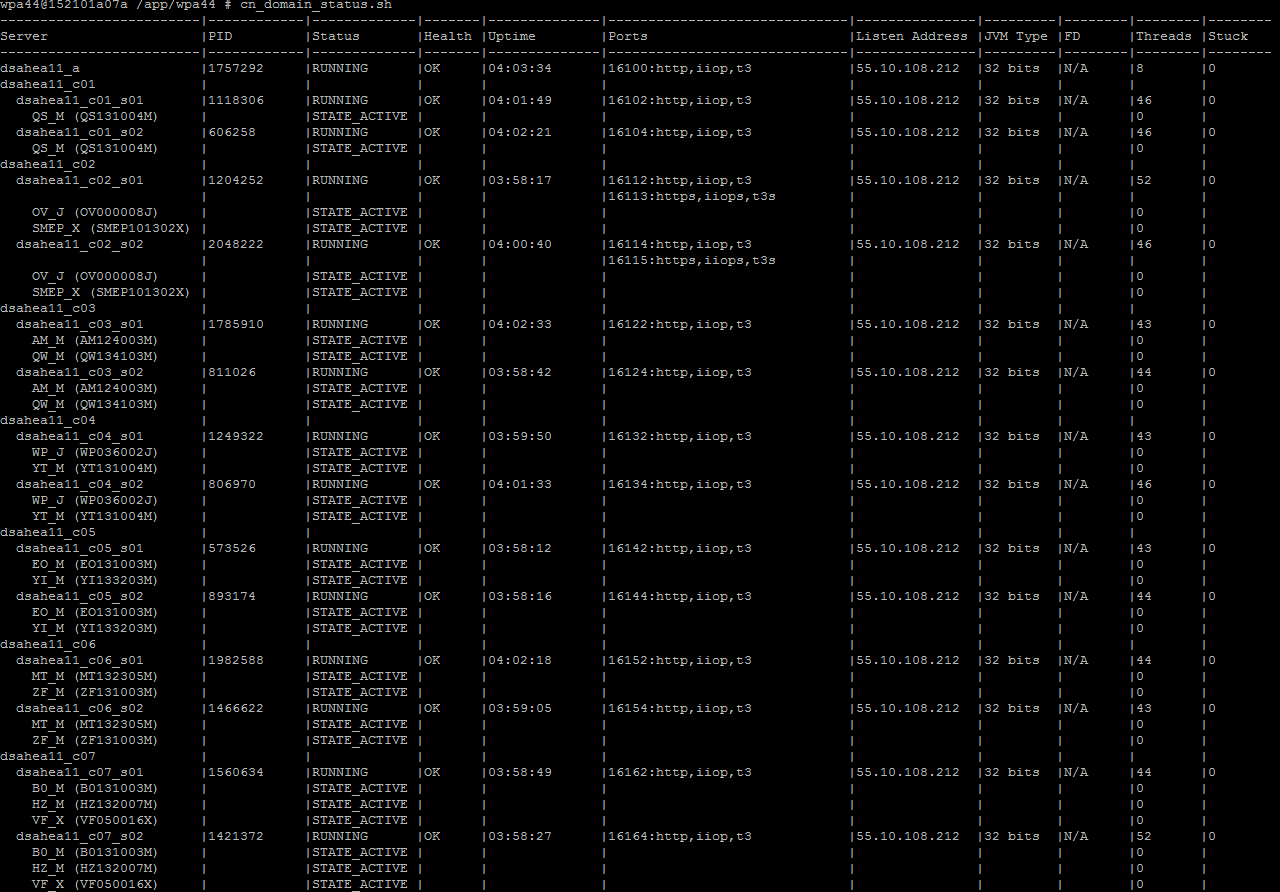 wpa44@152101a07a /app/wpa44 # cn_domain_status.sh
-------------------------|------------|-------------|-------|--------------|------------------------------|---------------|---------|--------|--------|--------
Server                    |PID         |Status       |Health |Uptime        |Ports                         |Listen Address |JVM Type |FD      |Threads |Stuck
-------------------------|------------|-------------|-------|--------------|------------------------------|---------------|---------|--------|--------|--------
dsahea11_a |1757292 |RUNNING |OK |04:03:34 |16100:http,iiop,t3 |55.10.108.212 |32 bits |N/A |8 |0
dsahea11_c01 | | | | | | | | | |
dsahea11_c01_s01 |1118306 |RUNNING |OK |04:01:49 |16102:http,iiop,t3 |55.10.108.212 |32 bits |N/A |46 |0
QS_M (QS131004M) | |STATE_ACTIVE | | | | | | |0 |
dsahea11_c01_s02 |606258 |RUNNING |OK |04:02:21 |16104:http,iiop,t3 |55.10.108.212 |32 bits |N/A |46 |0
QS_M (QS131004M) | |STATE_ACTIVE | | | | | | |0 |
dsahea11_c02 | | | | | | | | | |
dsahea11_c02_s01 |1204252 |RUNNING |OK |03:58:17 |16112:http,iiop,t3 |55.10.108.212 |32 bits |N/A |52 |0
| | | | |16113:https,iiops,t3s | | | | |
OV_J (OV000008J) | |STATE_ACTIVE | | | | | | |0 |
SMEP_X (SMEP101302X) | |STATE_ACTIVE | | | | | | |0 |
dsahea11_c02_s02 |2048222 |RUNNING |OK |04:00:40 |16114:http,iiop,t3 |55.10.108.212 |32 bits |N/A |46 |0
| | | | |16115:https,iiops,t3s | | | | |
OV_J (OV000008J) | |STATE_ACTIVE | | | | | | |0 |
SMEP_X (SMEP101302X) | |STATE_ACTIVE | | | | | | |0 |
dsahea11_c03 | | | | | | | | | |
dsahea11_c03_s01 |1785910 |RUNNING |OK |04:02:33 |16122:http,iiop,t3 |55.10.108.212 |32 bits |N/A |43 |0
AM_M (AM124003M) | |STATE_ACTIVE | | | | | | |0 |
QW_M (QW134103M) | |STATE_ACTIVE | | | | | | |0 |
dsahea11_c03_s02 |811026 |RUNNING |OK |03:58:42 |16124:http,iiop,t3 |55.10.108.212 |32 bits |N/A |44 |0
AM_M (AM124003M) | |STATE_ACTIVE | | | | | | |0 |
QW_M (QW134103M) | |STATE_ACTIVE | | | | | | |0 |
dsahea11_c04 | | | | | | | | | |
dsahea11_c04_s01 |1249322 |RUNNING |OK |03:59:50 |16132:http,iiop,t3 |55.10.108.212 |32 bits |N/A |43 |0
WP_J (WP036002J) | |STATE_ACTIVE | | | | | | |0 |
YT_M (YT131004M) | |STATE_ACTIVE | | | | | | |0 |
dsahea11_c04_s02 |806970 |RUNNING |OK |04:01:33 |16134:http,iiop,t3 |55.10.108.212 |32 bits |N/A |46 |0
WP_J (WP036002J) | |STATE_ACTIVE | | | | | | |0 |
YT_M (YT131004M) | |STATE_ACTIVE | | | | | | |0 |
dsahea11_c05 | | | | | | | | | |
dsahea11_c05_s01 |573526 |RUNNING |OK |03:58:12 |16142:http,iiop,t3 |55.10.108.212 |32 bits |N/A |43 |0
EO_M (EO131003M) | |STATE_ACTIVE | | | | | | |0 |
YI_M (YI133203M) | |STATE_ACTIVE | | | | | | |0 |
dsahea11_c05_s02 |893174 |RUNNING |OK |03:58:16 |16144:http,iiop,t3 |55.10.108.212 |32 bits |N/A |44 |0
EO_M (EO131003M) | |STATE_ACTIVE | | | | | | |0 |
YI_M (YI133203M) | |STATE_ACTIVE | | | | | | |0 |
dsahea11_c06 | | | | | | | | | |
dsahea11_c06_s01 |1982588 |RUNNING |OK |04:02:18 |16152:http,iiop,t3 |55.10.108.212 |32 bits |N/A |44 |0
MT_M (MT132305M) | |STATE_ACTIVE | | | | | | |0 |
ZF_M (ZF131003M) | |STATE_ACTIVE | | | | | | |0 |
dsahea11_c06_s02 |1466622 |RUNNING |OK |03:59:05 |16154:http,iiop,t3 |55.10.108.212 |32 bits |N/A |43 |0
MT_M (MT132305M) | |STATE_ACTIVE | | | | | | |0 |
ZF_M (ZF131003M) | |STATE_ACTIVE | | | | | | |0 |
dsahea11_c07 | | | | | | | | | |
dsahea11_c07_s01 |1560634 |RUNNING |OK |03:58:49 |16162:http,iiop,t3 |55.10.108.212 |32 bits |N/A |44 |0
B0_M (B0131003M) | |STATE_ACTIVE | | | | | | |0 |
HZ_M (HZ132007M) | |STATE_ACTIVE | | | | | | |0 |
VF_X (VF050016X) | |STATE_ACTIVE | | | | | | |0 |
dsahea11_c07_s02 |1421372 |RUNNING |OK |03:58:27 |16164:http,iiop,t3 |55.10.108.212 |32 bits |N/A |52 |0
B0_M (B0131003M) | |STATE_ACTIVE | | | | | | |0 |
HZ_M (HZ132007M) | |STATE_ACTIVE | | | | | | |0 |
VF_X (VF050016X) | |STATE_ACTIVE | | | | | | |0 |